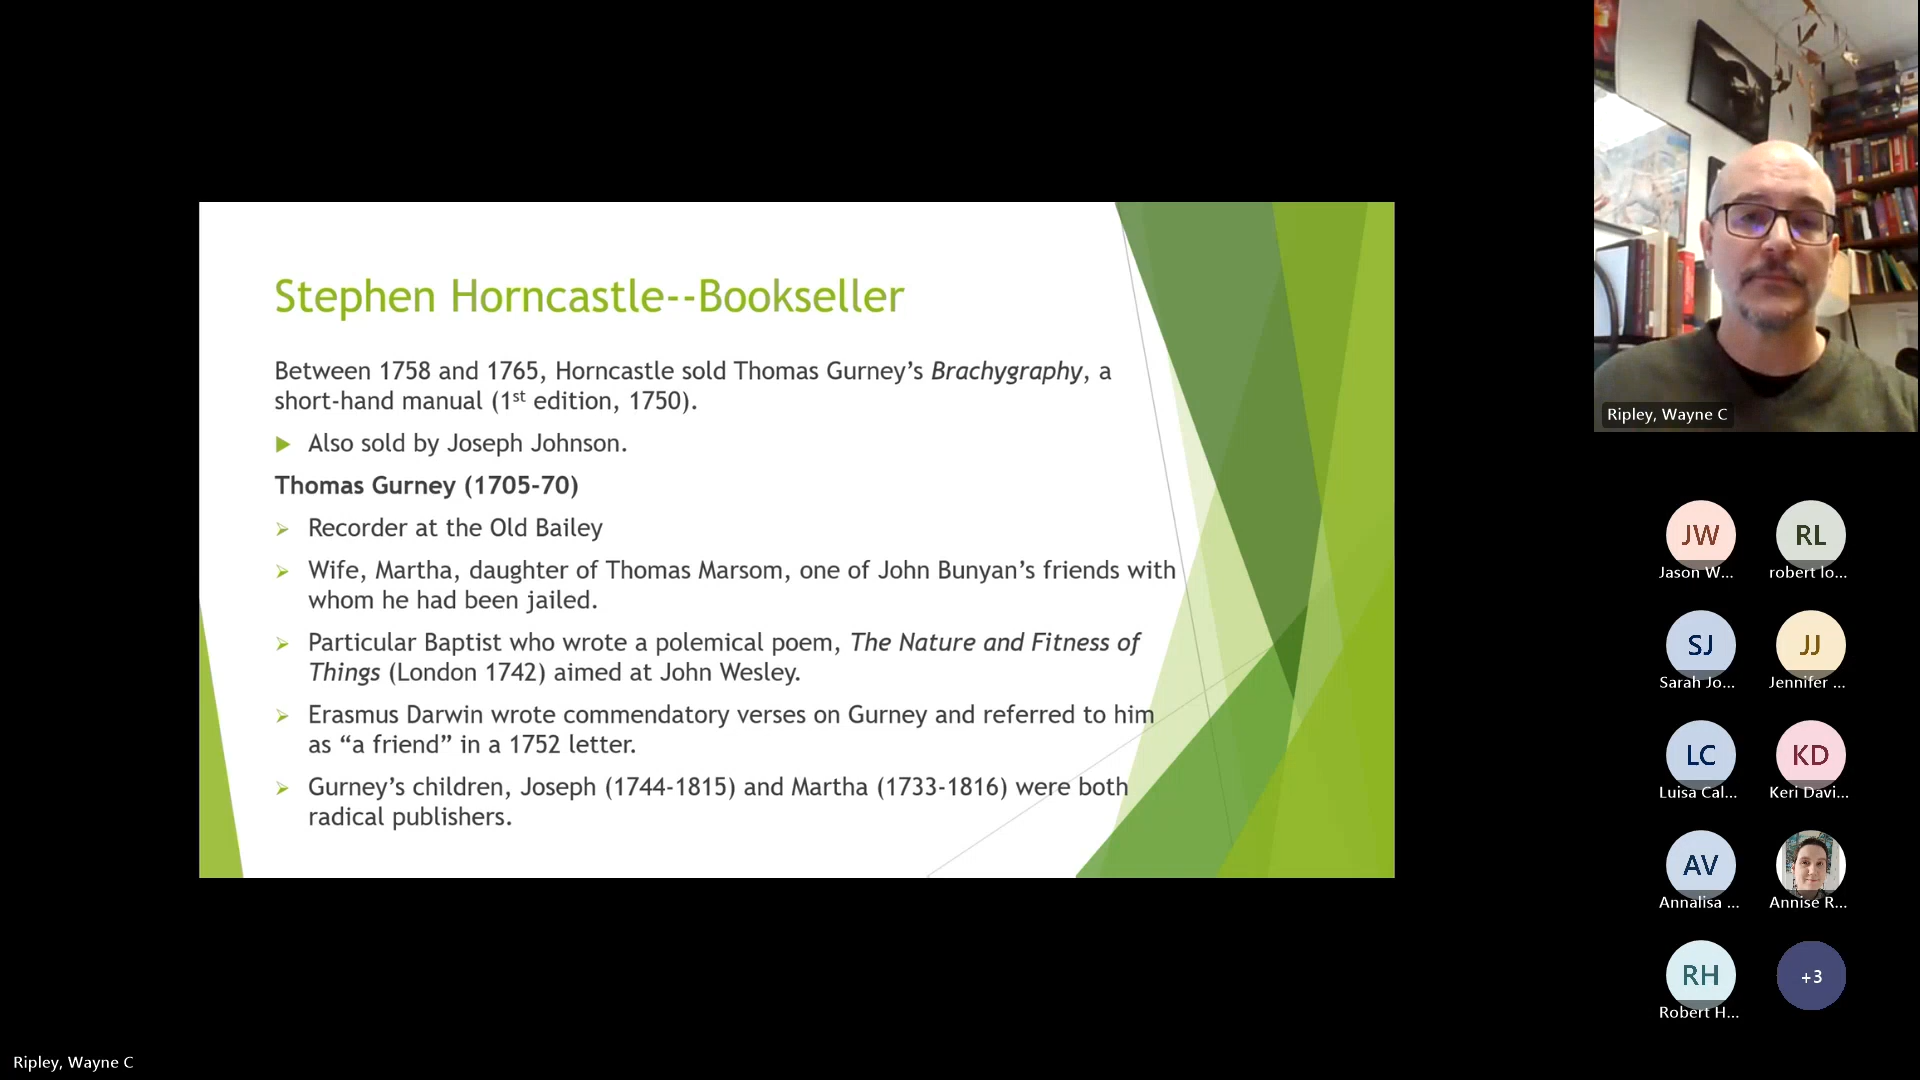 Stephen Horncastle--Bookseller
Between 1758 and 1765, Horncastle sold Thomas Gurney’s Brachygraphy, a
short-hand manual (1st edition, 1750).
Also sold by Joseph Johnson.
Thomas Gurney (1705-70)
Recorder at the Old Bailey
Wife, Martha, daughter of Thomas Marsom, one of John Bunyan’s friends with
whom he had been jailed.
Particular Baptist who wrote a polemical poem, The Nature and Fitness of
Things (London 1742) aimed at John Wesley.
Erasmus Darwin wrote commendatory verses on Gurney and referred to him
as “a friend” in a 1752 letter.
Gurney’s children, Joseph (1744-1815) and Martha (1733-1816) were both
radical publishers.
Ripley, Wayne C
JW
Jason W...
RL
robert lo...
SJ
Sarah Jo...
JJ
Jennifer ...
LC
Luisa Cal...
KD
Keri Davi...
AV
Annalisa ...
Annise R...
RH
Robert H...
+3
Ripley, Wayne C